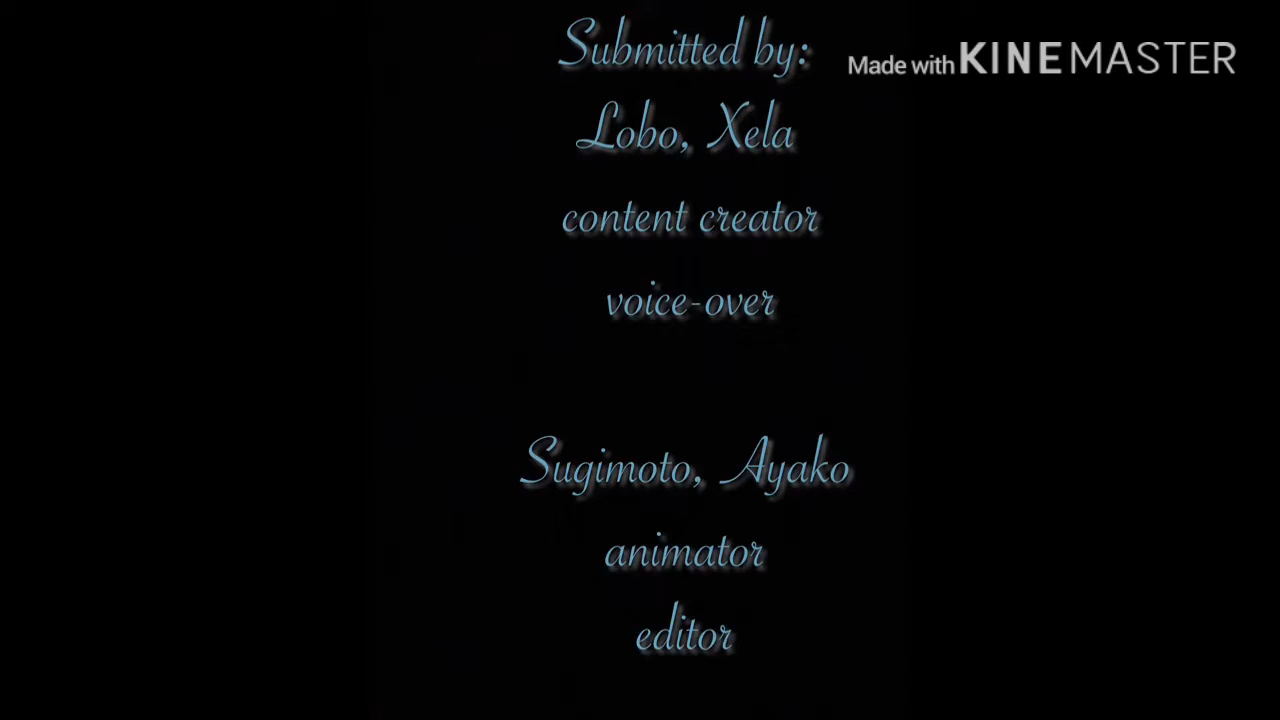 Submitted by:
Made with KINEMASTER
Lobo, Xela
content creator
voice-over
Sugimoto, Ayako
animator
editor